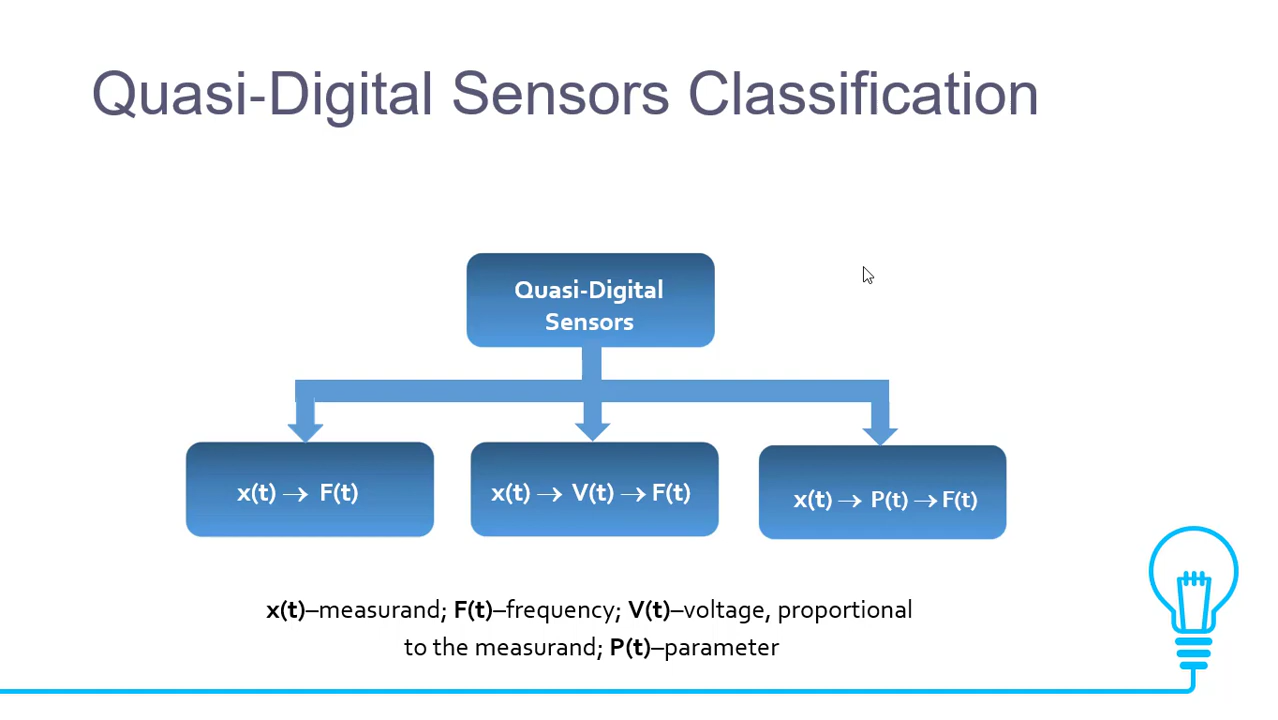 Quasi-Digital Sensors Classification
Quasi-Digital
Sensors
x(t) → F(t)
x(t) → V(t) → F(t)
x(t) → P(t) → F(t)
x(t)–measurand; F(t)–frequency; V(t)–voltage, proportional
to the measurand; P(t)–parameter